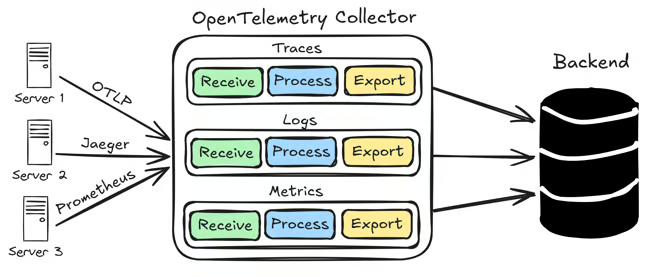 OpenTelemetry Collector
Traces
Receive Process Export
Logs
Receive Process Export
Metrics
Receive Process Export
Server 1
Server 2
Server 3
OTLP
Jaeger
Prometheus
Backend